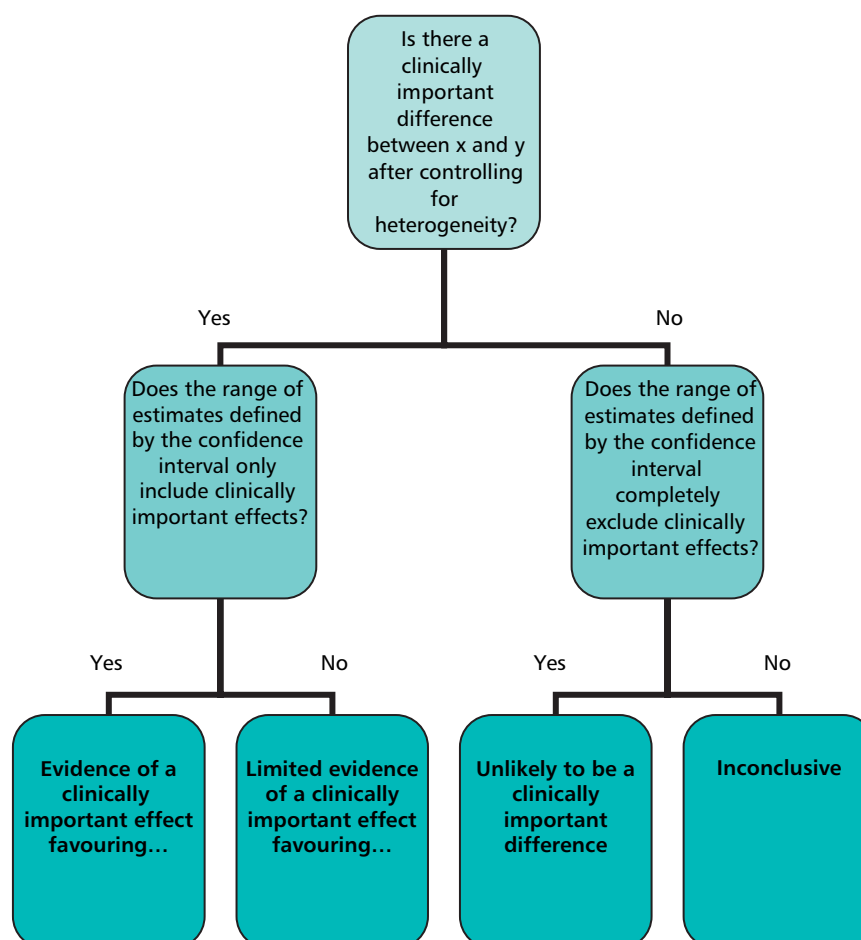 Is there a
clinically
important
difference
between x and y
after controlling
for
heterogeneity?
Yes
No
Does the range of
estimates defined
by the confidence
interval only
include clinically
important effects?
Does the range of
estimates defined
by the confidence
interval
completely
exclude clinically
important effects?
Yes
No
Yes
No
Evidence of a
clinically
important effect
favouring…
Limited evidence
of a clinically
important effect
favouring…
Unlikely to be a
clinically
important
difference
Inconclusive